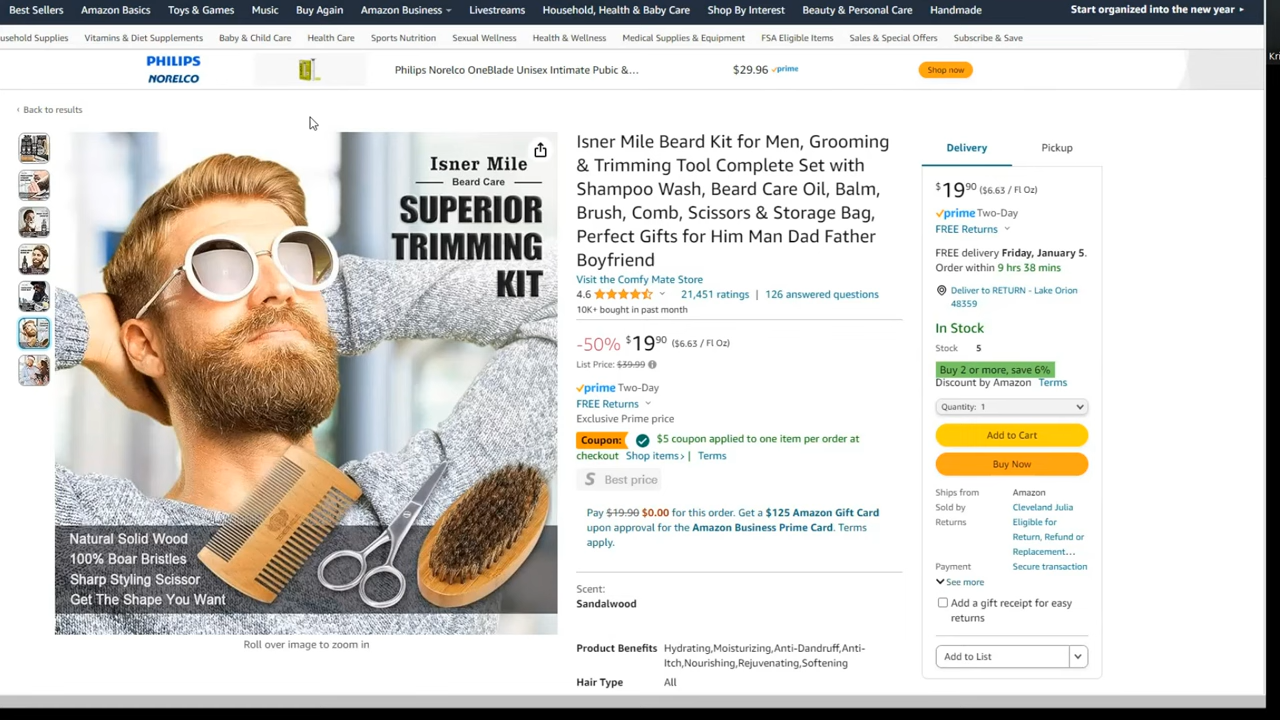 Best Sellers Amazon Basics Toys & Games Music Buy Again Amazon Business Livestreams Household, Health & Baby Care Shop By Interest Beauty & Personal Care Handmade Start organized into the new year
Vitamins & Diet Supplements Baby & Child Care Health Care Sports Nutrition Sexual Wellness Health & Wellness Medical Supplies & Equipment FSA Eligible Items Sales & Special Offers Subscribe & Save
PHILIPS
NORELCO
Philips Norelco OneBlade Unisex Intimate Pubic &... $29.96 prime Shop now
‹ Back to results
Isner Mile
Beard Care
SUPERIOR
TRIMMING
KIT
Natural Solid Wood
100% Boar Bristles
Sharp Styling Scissor
Get The Shape You Want
Roll over image to zoom in
Isner Mile Beard Kit for Men, Grooming
& Trimming Tool Complete Set with
Shampoo Wash, Beard Care Oil, Balm,
Brush, Comb, Scissors & Storage Bag,
Perfect Gifts for Him Man Dad Father
Boyfriend
Visit the Comfy Mate Store
4.6 21,451 ratings | 126 answered questions
10K+ bought in past month
-50% $19.90 ($6.63 / Fl Oz)
List Price: $39.99
prime Two-Day
FREE Returns
Exclusive Prime price
Coupon: $5 coupon applied to one item per order at
checkout Shop items› | Terms
S Best price
Pay $19.90 $0.00 for this order. Get a $125 Amazon Gift Card
upon approval for the Amazon Business Prime Card. Terms
apply.
Scent:
Sandalwood
Product Benefits Hydrating,Moisturizing,Anti-Dandruff,Anti-
Itch,Nourishing,Rejuvenating,Softening
Hair Type All
Delivery Pickup
$19.90 ($6.63 / Fl Oz)
prime Two-Day
FREE Returns
FREE delivery Friday, January 5.
Order within 9 hrs 38 mins
Deliver to RETURN - Lake Orion
48359
In Stock
Stock 5
Buy 2 or more, save 6%
Discount by Amazon Terms
Quantity: 1
Add to Cart
Buy Now
Ships from Amazon
Sold by Cleveland Julia
Returns Eligible for
Return, Refund or
Replacement...
Payment Secure transaction
See more
Add a gift receipt for easy
returns
Add to List